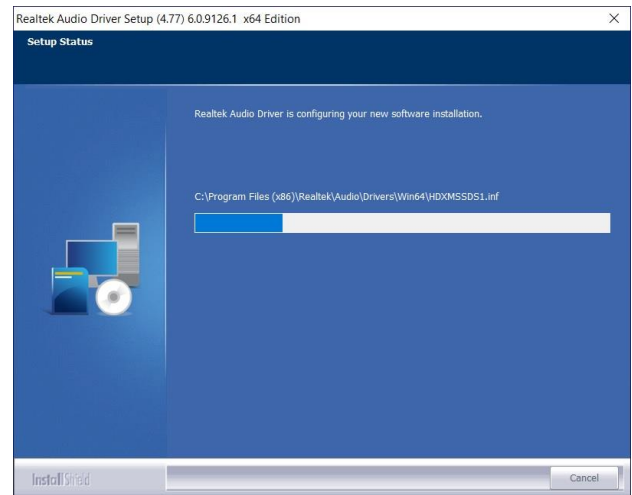 Realtek Audio Driver Setup (4.77) 6.0.9126.1 x64 Edition
Setup Status
Realtek Audio Driver is configuring your new software installation.
C:\Program Files (x86)\Realtek\Audio\Drivers\Win64\HDXMSSDS1.inf
InstallShield
Cancel